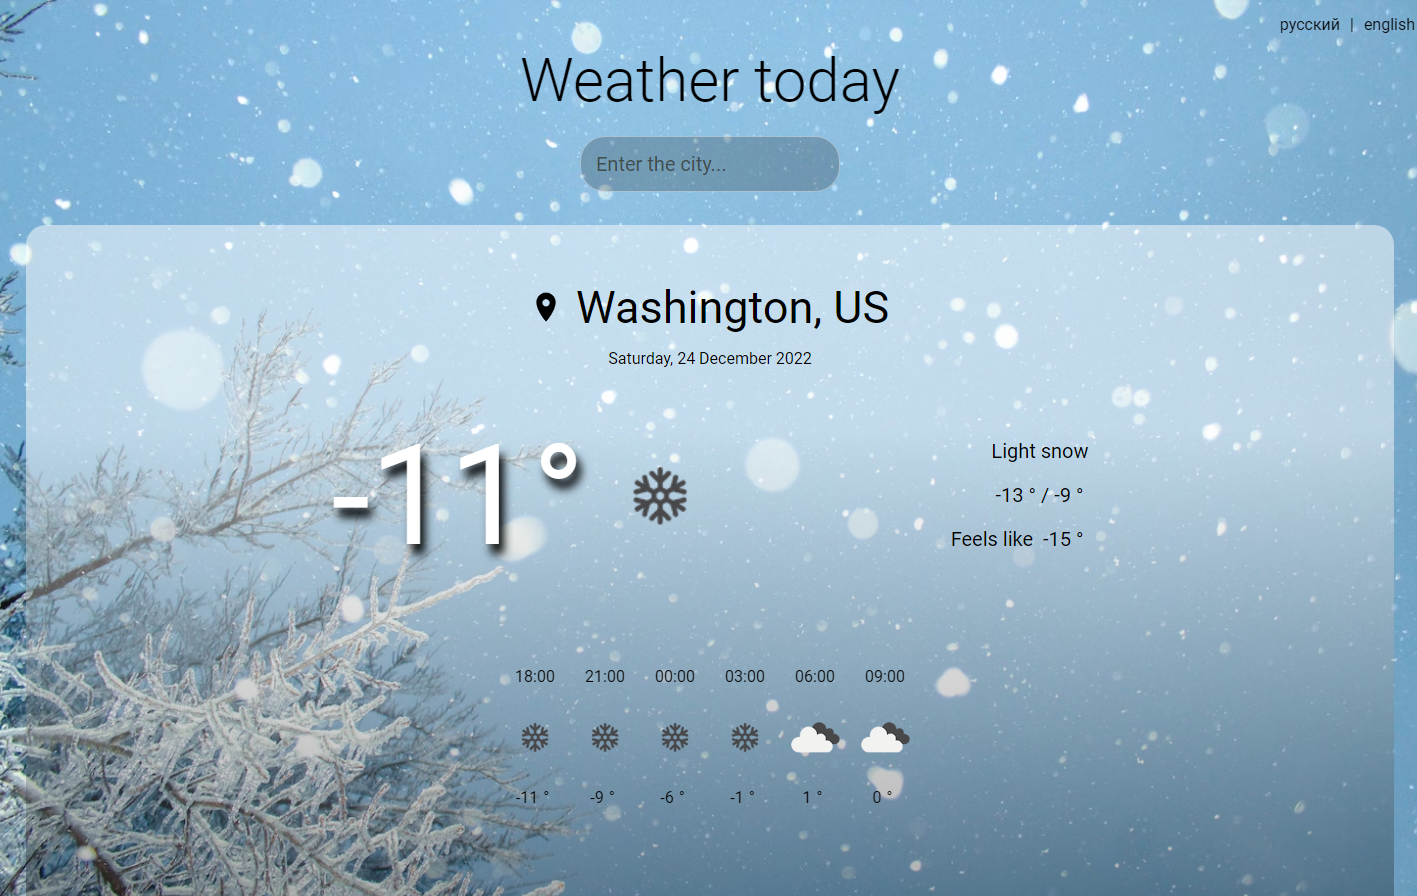 русский | english
Weather today
Enter the city...
Washington, US
Saturday, 24 December 2022
-11°
Light snow
-13 ° / -9 °
Feels like -15 °
18:00 21:00 00:00 03:00 06:00 09:00
-11 ° -9 ° -6 ° -1 ° 1 ° 0 °